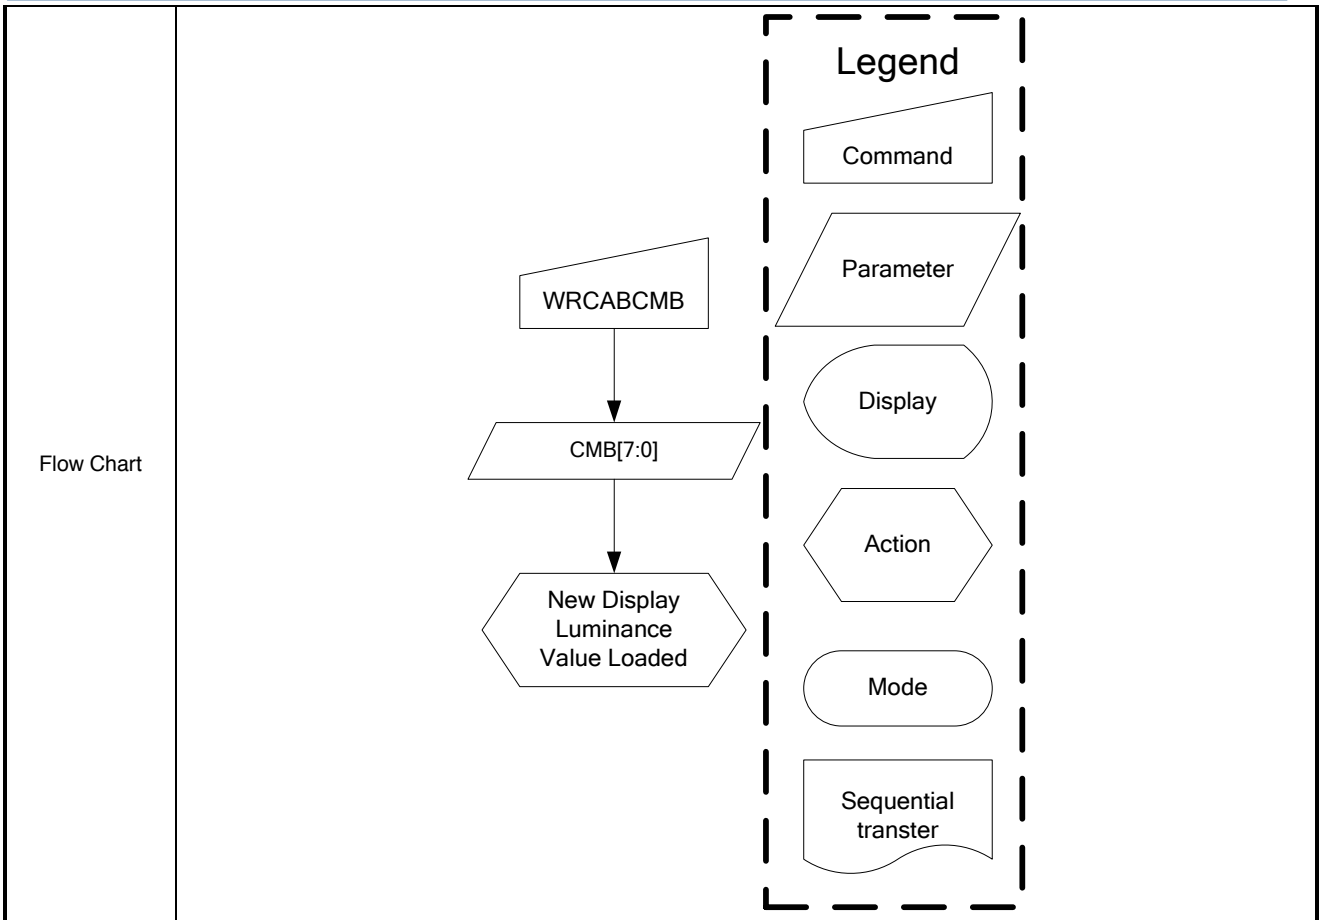 Flow Chart
WRCABCMB
CMB[7:0]
New Display
Luminance
Value Loaded
Legend
Command
Parameter
Display
Action
Mode
Sequential
transter